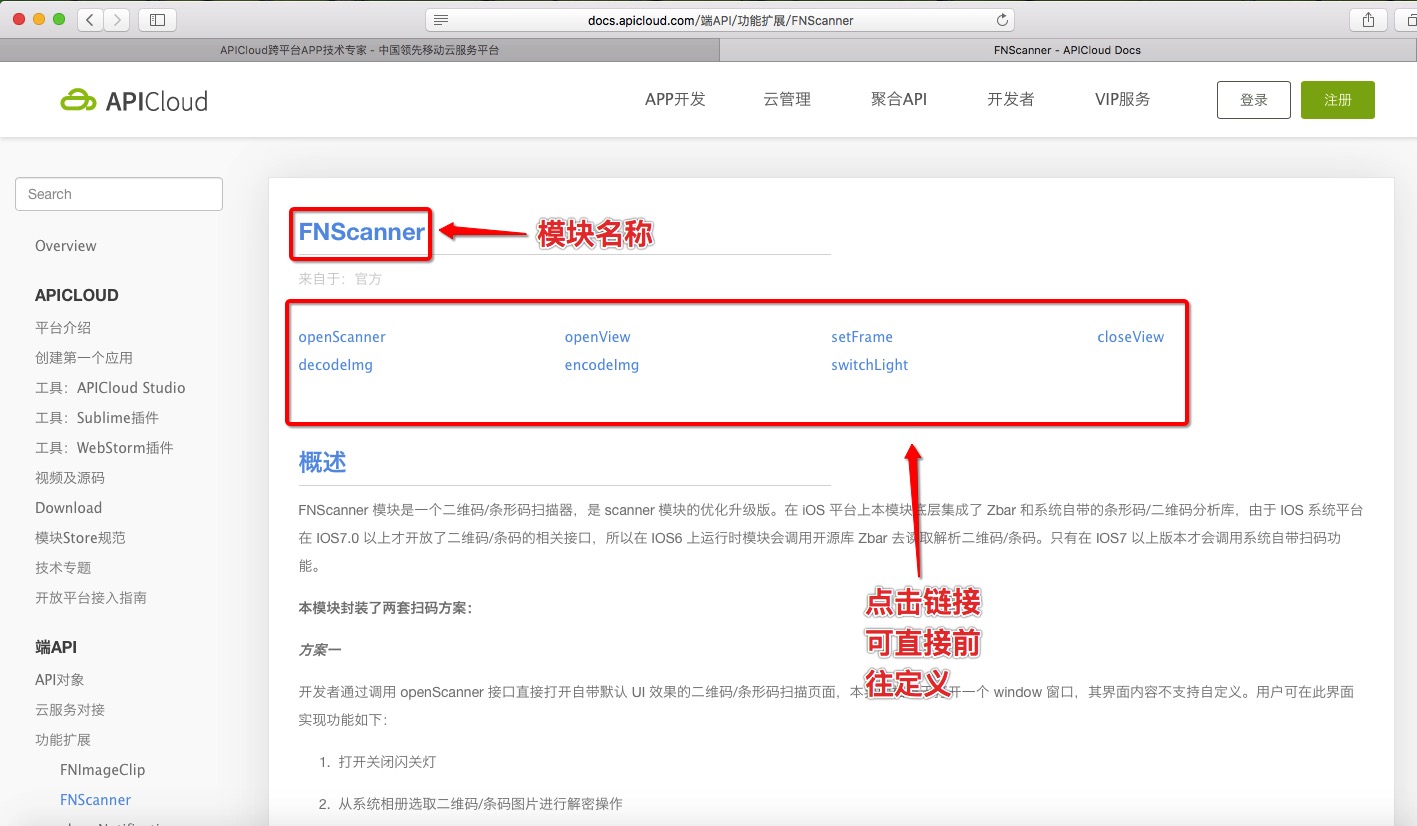 docs.apicloud.com/端API/功能扩展/FNScanner
APICloud跨平台APP技术专家 - 中国领先移动云服务平台
FNScanner - APICloud Docs
APICloud
APP开发
云管理
聚合API
开发者
VIP服务
登录
注册
Search
Overview
APICLOUD
平台介绍
创建第一个应用
工具：APICloud Studio
工具：Sublime插件
工具：WebStorm插件
视频及源码
Download
模块Store规范
技术专题
开放平台接入指南
端API
API对象
云服务对接
功能扩展
FNImageClip
FNScanner
FNScanner
模块名称
来自于：官方
openScanner
openView
setFrame
closeView
decodeImg
encodeImg
switchLight
概述
FNScanner 模块是一个二维码/条形码扫描器，是 scanner 模块的优化升级版。在 iOS 平台上本模块底层集成了 Zbar 和系统自带的条形码/二维码分析库，由于 IOS 系统平台
在 IOS7.0 以上才开放了二维码/条码的相关接口，所以在 IOS6 上运行时模块会调用开源库 Zbar 去读取解析二维码/条码。只有在 IOS7 以上版本才会调用系统自带扫码功
能。
点击链接
可直接前
往定义
本模块封装了两套扫码方案：
方案一
开发者通过调用 openScanner 接口直接打开自带默认 UI 效果的二维码/条形码扫描页面，本 开一个 window 窗口，其界面内容不支持自定义。用户可在此界面
实现功能如下：
1. 打开关闭闪关灯
2. 从系统相册选取二维码/条码图片进行解密操作